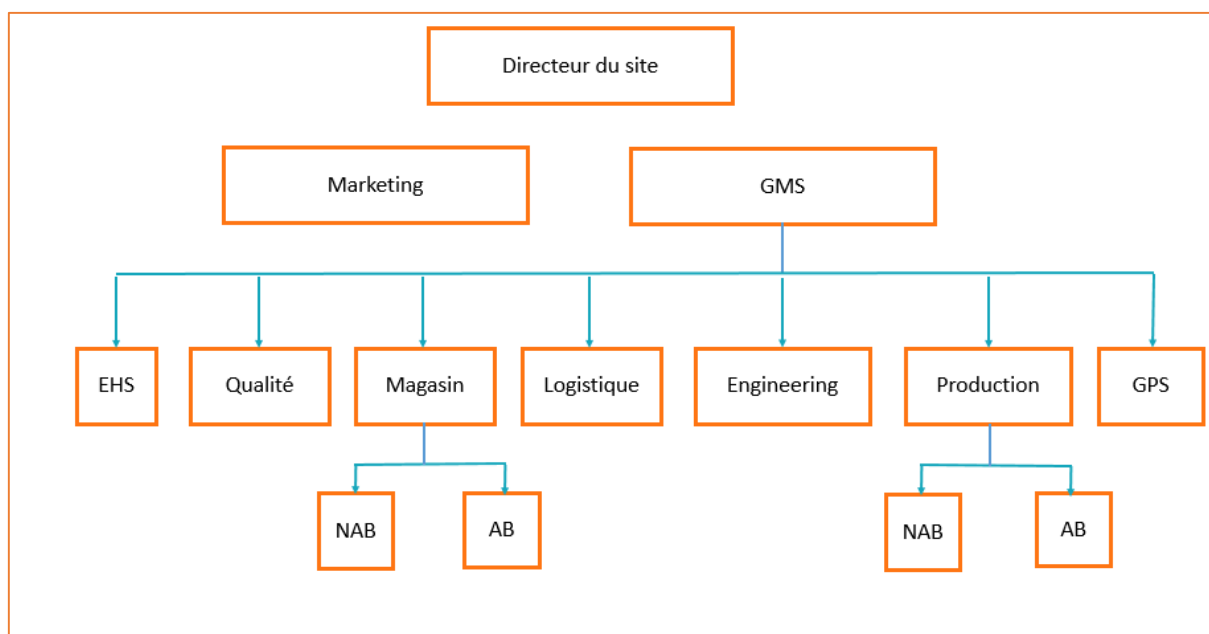 Directeur du site
Marketing
GMS
EHS
Qualité
Magasin
Logistique
Engineering
Production
GPS
NAB
AB
NAB
AB